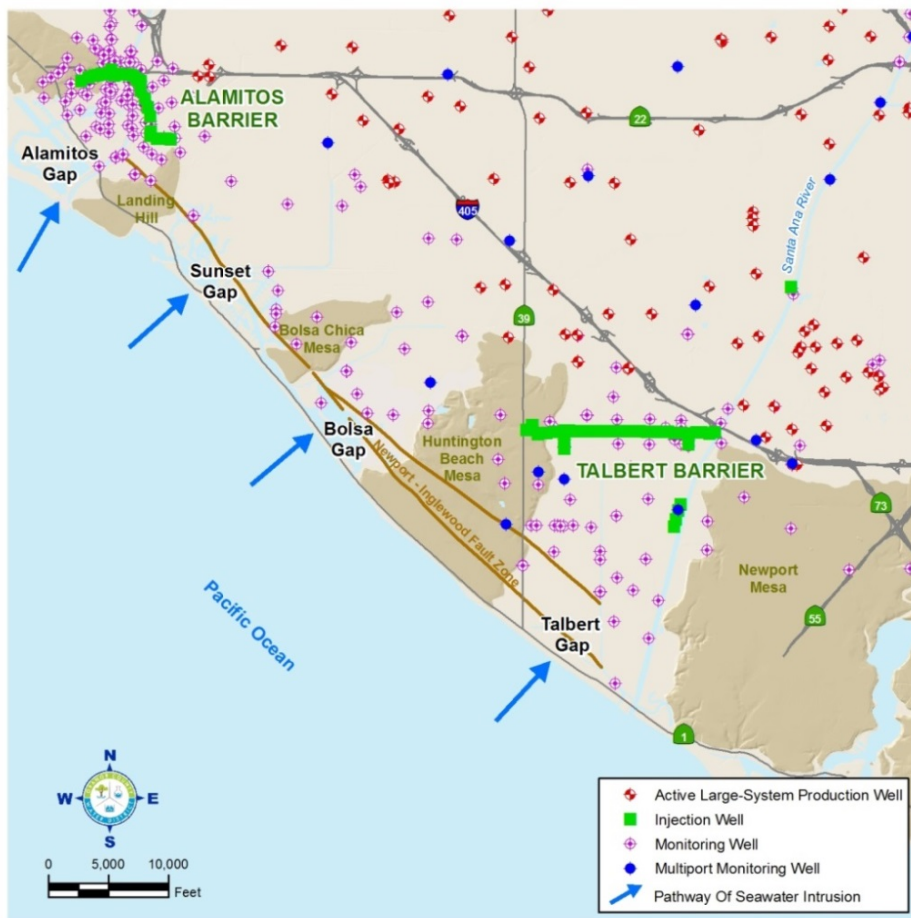 ALAMITOS
BARRIER
22
Alamitos
Gap
Landing
Hill
405
Santa Ana River
Sunset
Gap
39
Bolsa Chica
Mesa
Bolsa
Gap
Huntington
Beach
Mesa
TALBERT BARRIER
Newport - Inglewood Fault Zone
73
Newport
Mesa
Pacific Ocean
55
Talbert
Gap
1
N
W
E
S
0 5,000 10,000
Feet
Active Large-System Production Well
Injection Well
Monitoring Well
Multiport Monitoring Well
Pathway Of Seawater Intrusion